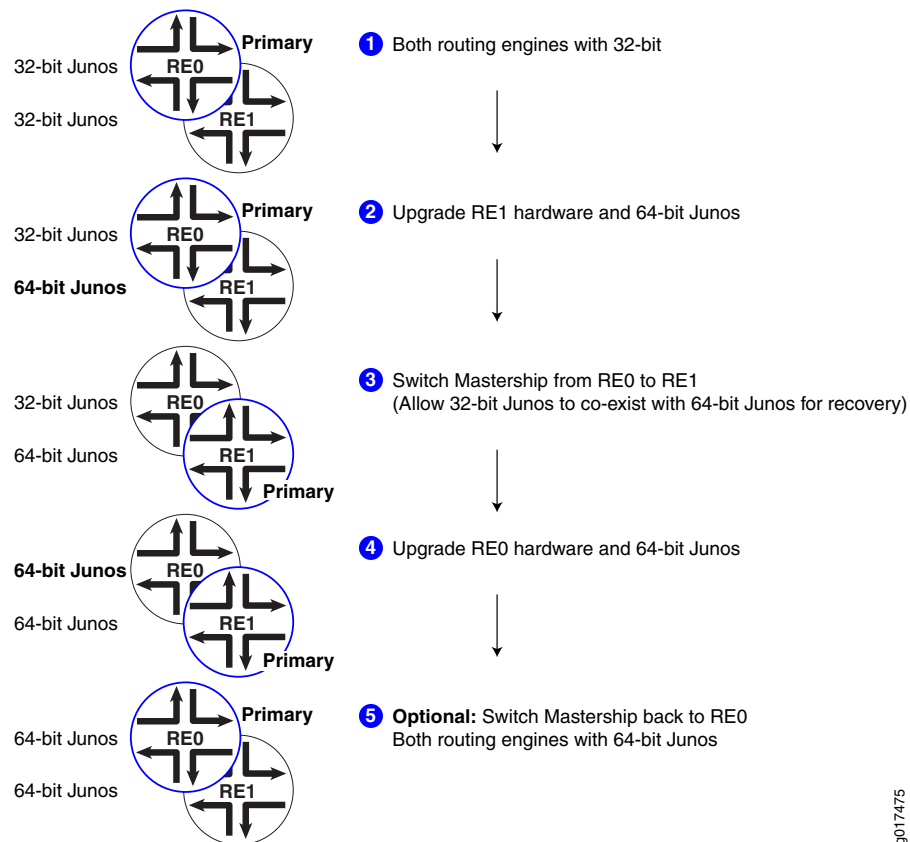 Primary
32-bit Junos
RE0
32-bit Junos
RE1
1 Both routing engines with 32-bit
Primary
32-bit Junos
RE0
64-bit Junos
RE1
2 Upgrade RE1 hardware and 64-bit Junos
32-bit Junos
RE0
64-bit Junos
RE1
Primary
3 Switch Mastership from RE0 to RE1
(Allow 32-bit Junos to co-exist with 64-bit Junos for recovery)
64-bit Junos
RE0
64-bit Junos
RE1
Primary
4 Upgrade RE0 hardware and 64-bit Junos
Primary
64-bit Junos
RE0
64-bit Junos
RE1
5 Optional: Switch Mastership back to RE0
Both routing engines with 64-bit Junos
g017475